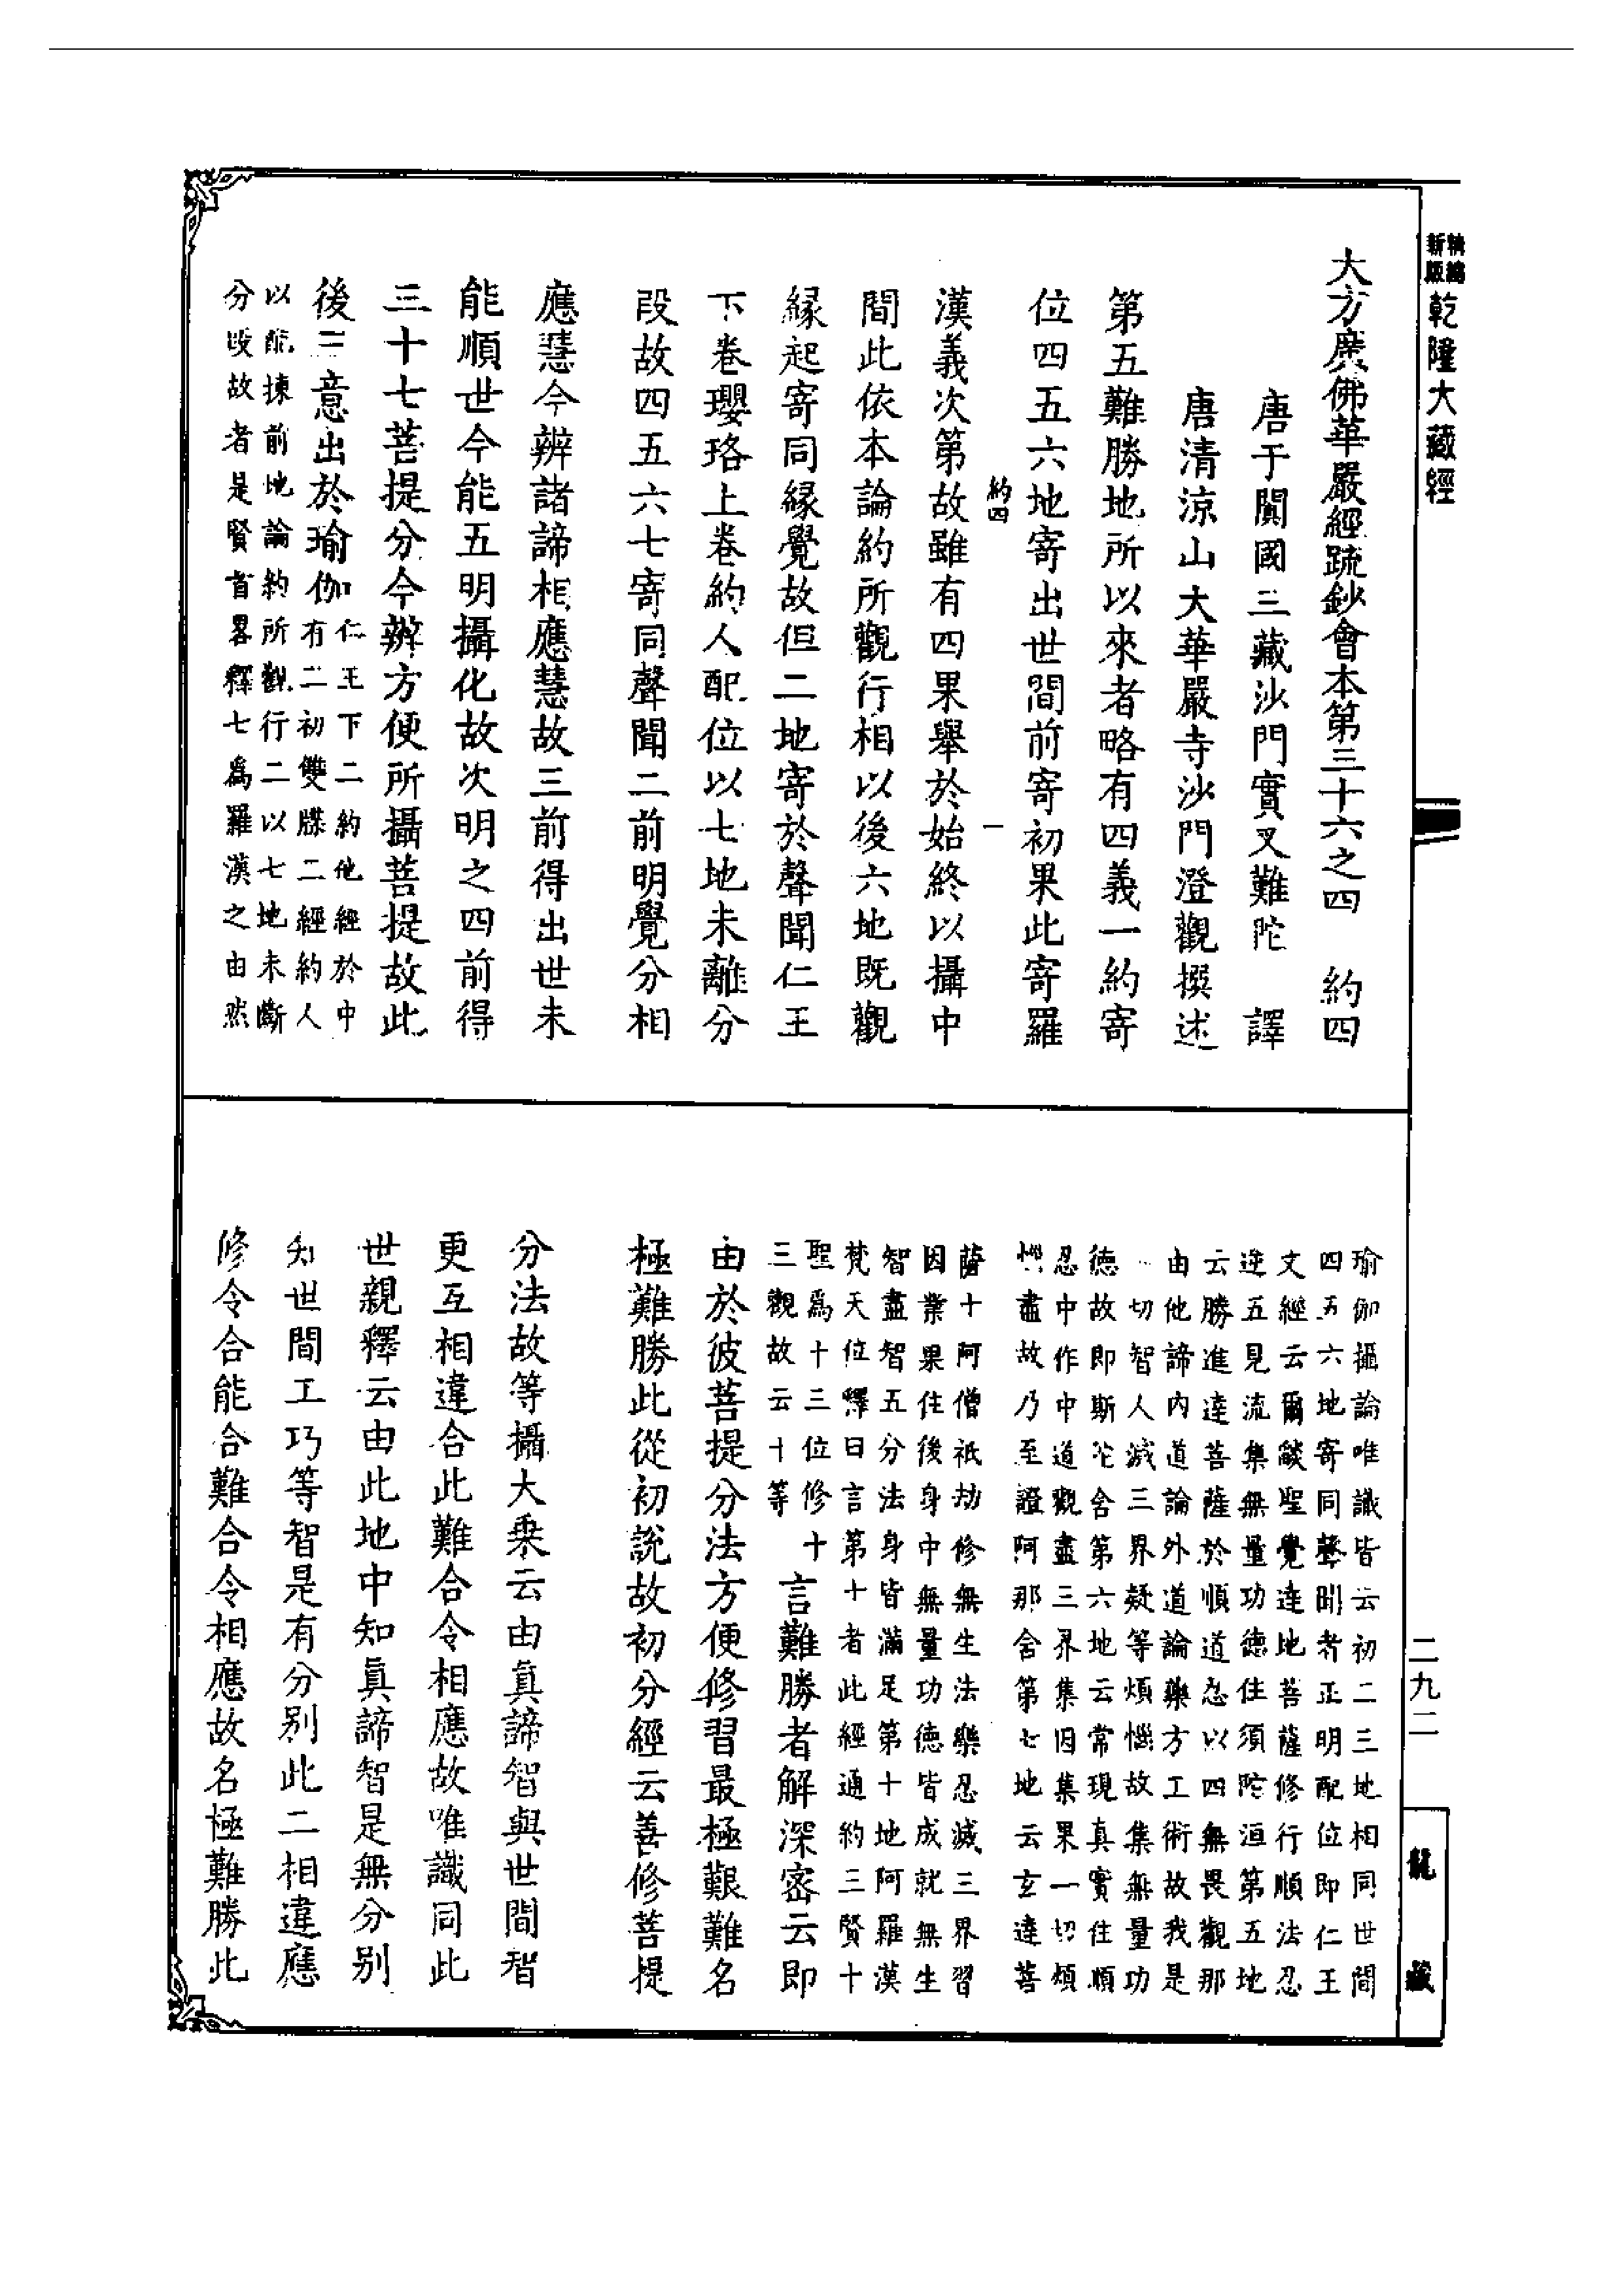 新編
新版
乾隆大藏經
大方廣佛華嚴經疏鈔會本第三十六之四　約四
唐于闐國三藏沙門實叉難陀　譯
唐清涼山大華嚴寺沙門澄觀撰述
第五難勝地所以來者略有四義一約寄
位四五六地寄出世間前寄初果此寄羅
約四
一
漢義次第故雖有四果舉於始終以攝中
間此依本論約所觀行相以後六地既觀
緣起寄同緣覺故但二地寄於聲聞仁王
下卷瓔珞上卷約人配位以七地未離分
段故四五六七寄同聲聞二前明覺分相
應慧今辨諸諦相應慧故三前得出世未
能順世今能五明攝化故次明之四前得
三十七菩提分今辨方便所攝菩提故此
後三意出於瑜伽
仁王下二約他經於中
有二初雙牒二經約人
以配揀前地論約所觀行二以七地未斷
分段故者是賢首畧釋七為羅漢之由然
瑜伽攝論唯識皆云初二三地相同世間
四五六地寄同聲聞者正明配位即仁王
文經云爾燄聖覺達地菩薩修行順法忍
逆五見流集無量功德住須陀洹第五地
云勝進達菩薩於順道忍以四無畏觀那
由他諦內道論外道論藥方工術故我是
一切智人滅三界疑等煩惱故集無量功
德故即斯陀舍第六地云常現真實住順
忍中作中道觀盡三界集因集果一切煩
惱盡故乃至證阿那舍第七地云玄達菩
薩十阿僧祇劫修無生法樂忍滅三界習
因業果住後身中無量功德皆成就無生
智盡智五分法身皆滿足第十地阿羅漢
梵天位釋曰言第十者此經通約三賢十
聖為十三位修十
三觀故云十等
言難勝者解深密云即
由於彼菩提分法方便修習最極艱難名
極難勝此從初說故初分經云善修菩提
分法故等攝大乘云由真諦智與世間智
更互相違合此難合令相應故唯識同此
世親釋云由此地中知真諦智是無分別
知世間工巧等智是有分別此二相違應
修令合能合難合令相應故名極難勝此
二九二
龍藏